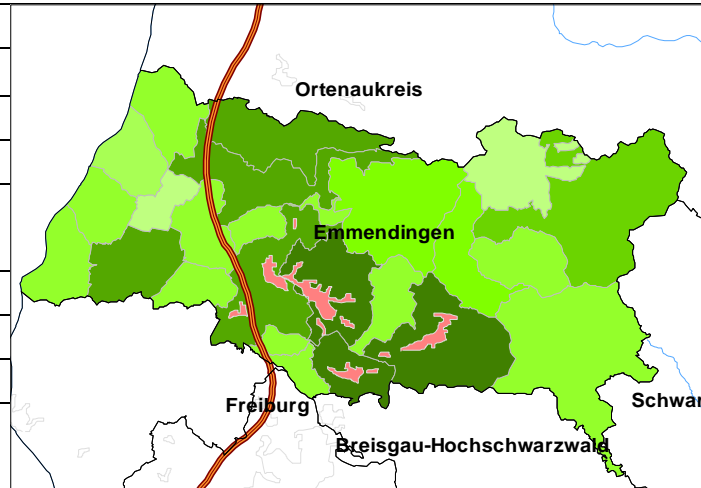 Ortenaukreis
Emmendingen
Schwar
Freiburg
Breisgau-Hochschwarzwald